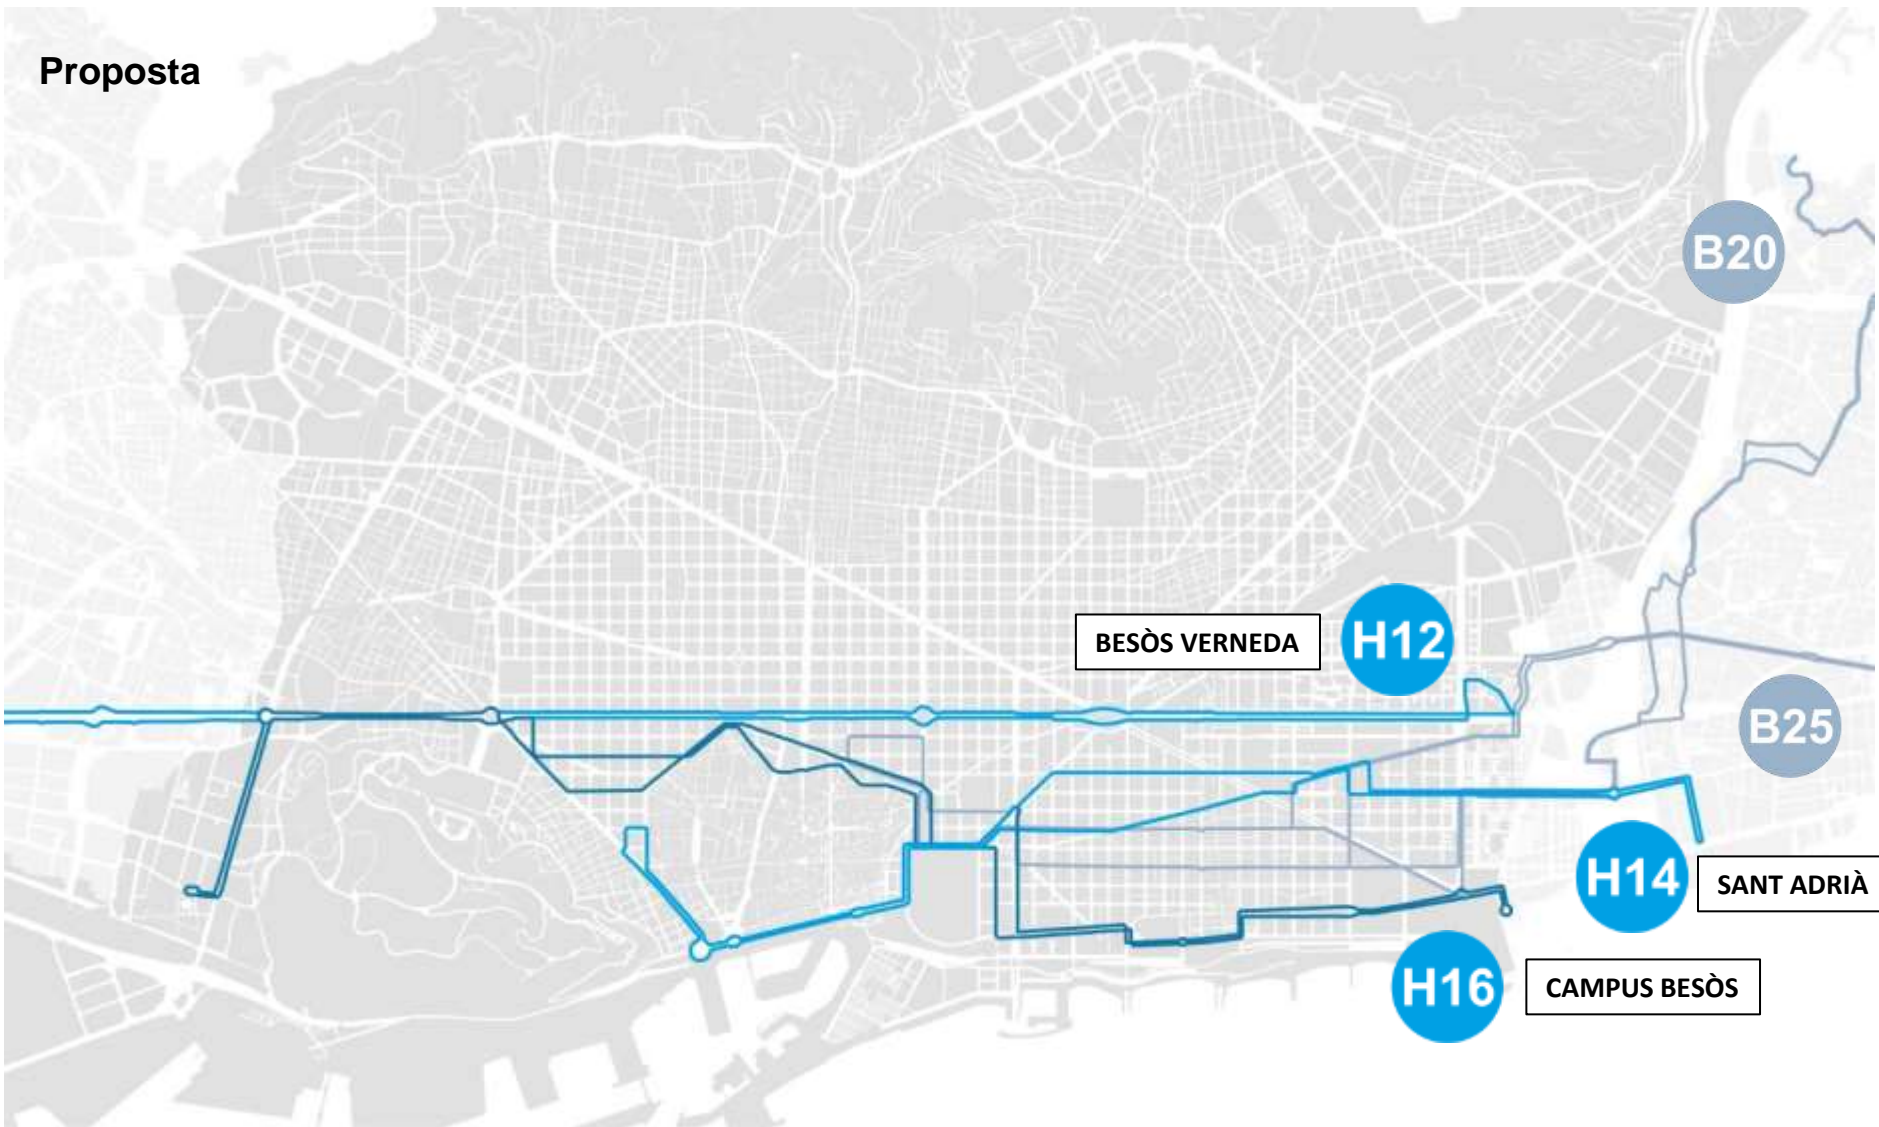 Proposta
B20
BESÒS VERNEDA
H12
B25
H14
SANT ADRIÀ
H16
CAMPUS BESÒS